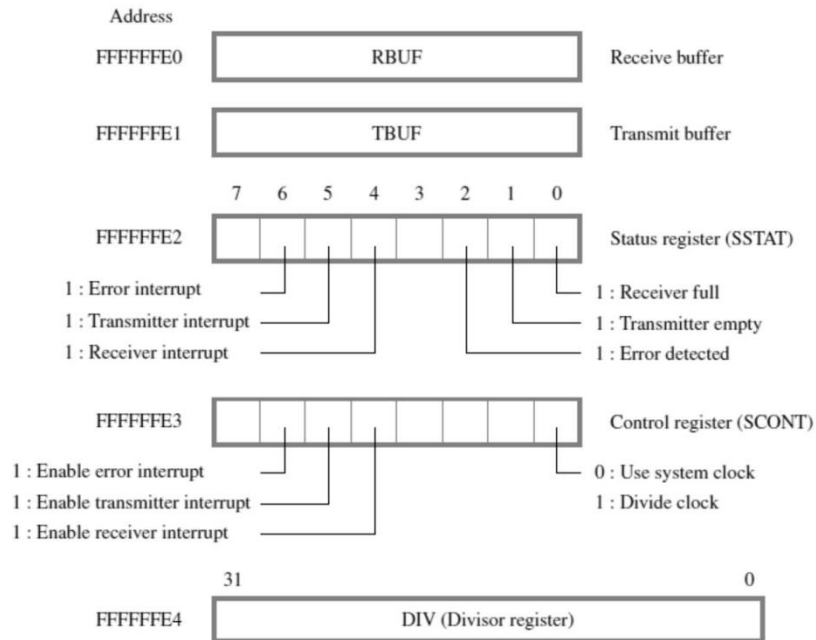 Address
FFFFFFE0 RBUF Receive buffer
FFFFFFE1 TBUF Transmit buffer
7 6 5 4 3 2 1 0
FFFFFFE2 Status register (SSTAT)
1 : Error interrupt 1 : Receiver full
1 : Transmitter interrupt 1 : Transmitter empty
1 : Receiver interrupt 1 : Error detected
FFFFFFE3 Control register (SCONT)
1 : Enable error interrupt 0 : Use system clock
1 : Enable transmitter interrupt 1 : Divide clock
1 : Enable receiver interrupt
31 0
FFFFFFE4 DIV (Divisor register)